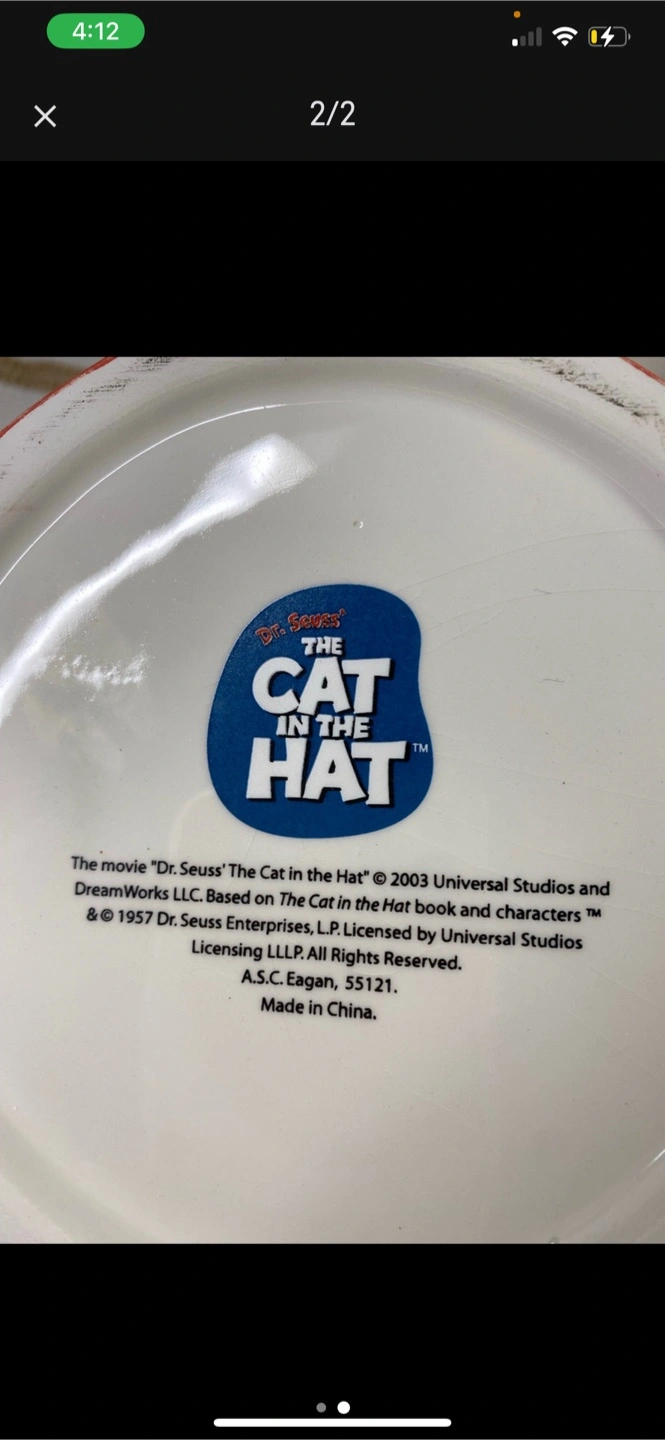 4:12
2/2
Dr. Seuss'
THE
CAT
IN THE
HAT™
The movie "Dr. Seuss' The Cat in the Hat" © 2003 Universal Studios and
DreamWorks LLC. Based on The Cat in the Hat book and characters ™
& © 1957 Dr. Seuss Enterprises, L.P. Licensed by Universal Studios
Licensing LLLP. All Rights Reserved.
A.S.C. Eagan, 55121.
Made in China.